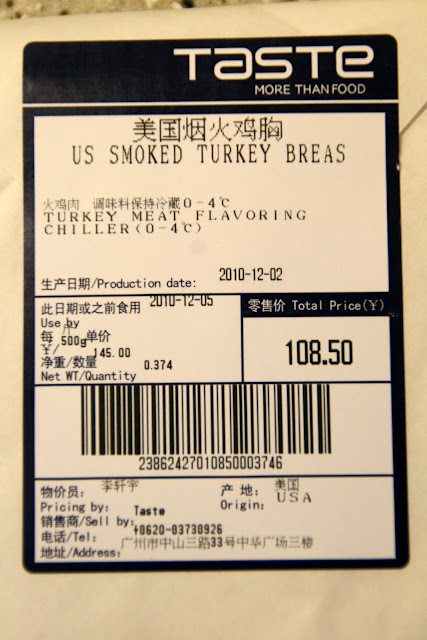 TASTE
MORE THAN FOOD
美国烟火鸡胸
US SMOKED TURKEY BREAS
火鸡肉 调味料保持冷藏0-4℃
TURKEY MEAT FLAVORING
CHILLER(0-4℃)
生产日期/Production date: 2010-12-02
此日期或之前食用 2010-12-05
Use by
零售价 Total Price(¥)
每 500g 单价
¥/ 145.00
108.50
净重/数量 0.374
Net WT/Quantity
23862427010850003746
物价员: 李轩宇
产 地: 美国
Pricing by: Taste
Origin: USA
销售商/Sell by:
电话/Tel: +8620-83738926
地址/Address: 广州市中山三路33号中华广场三楼